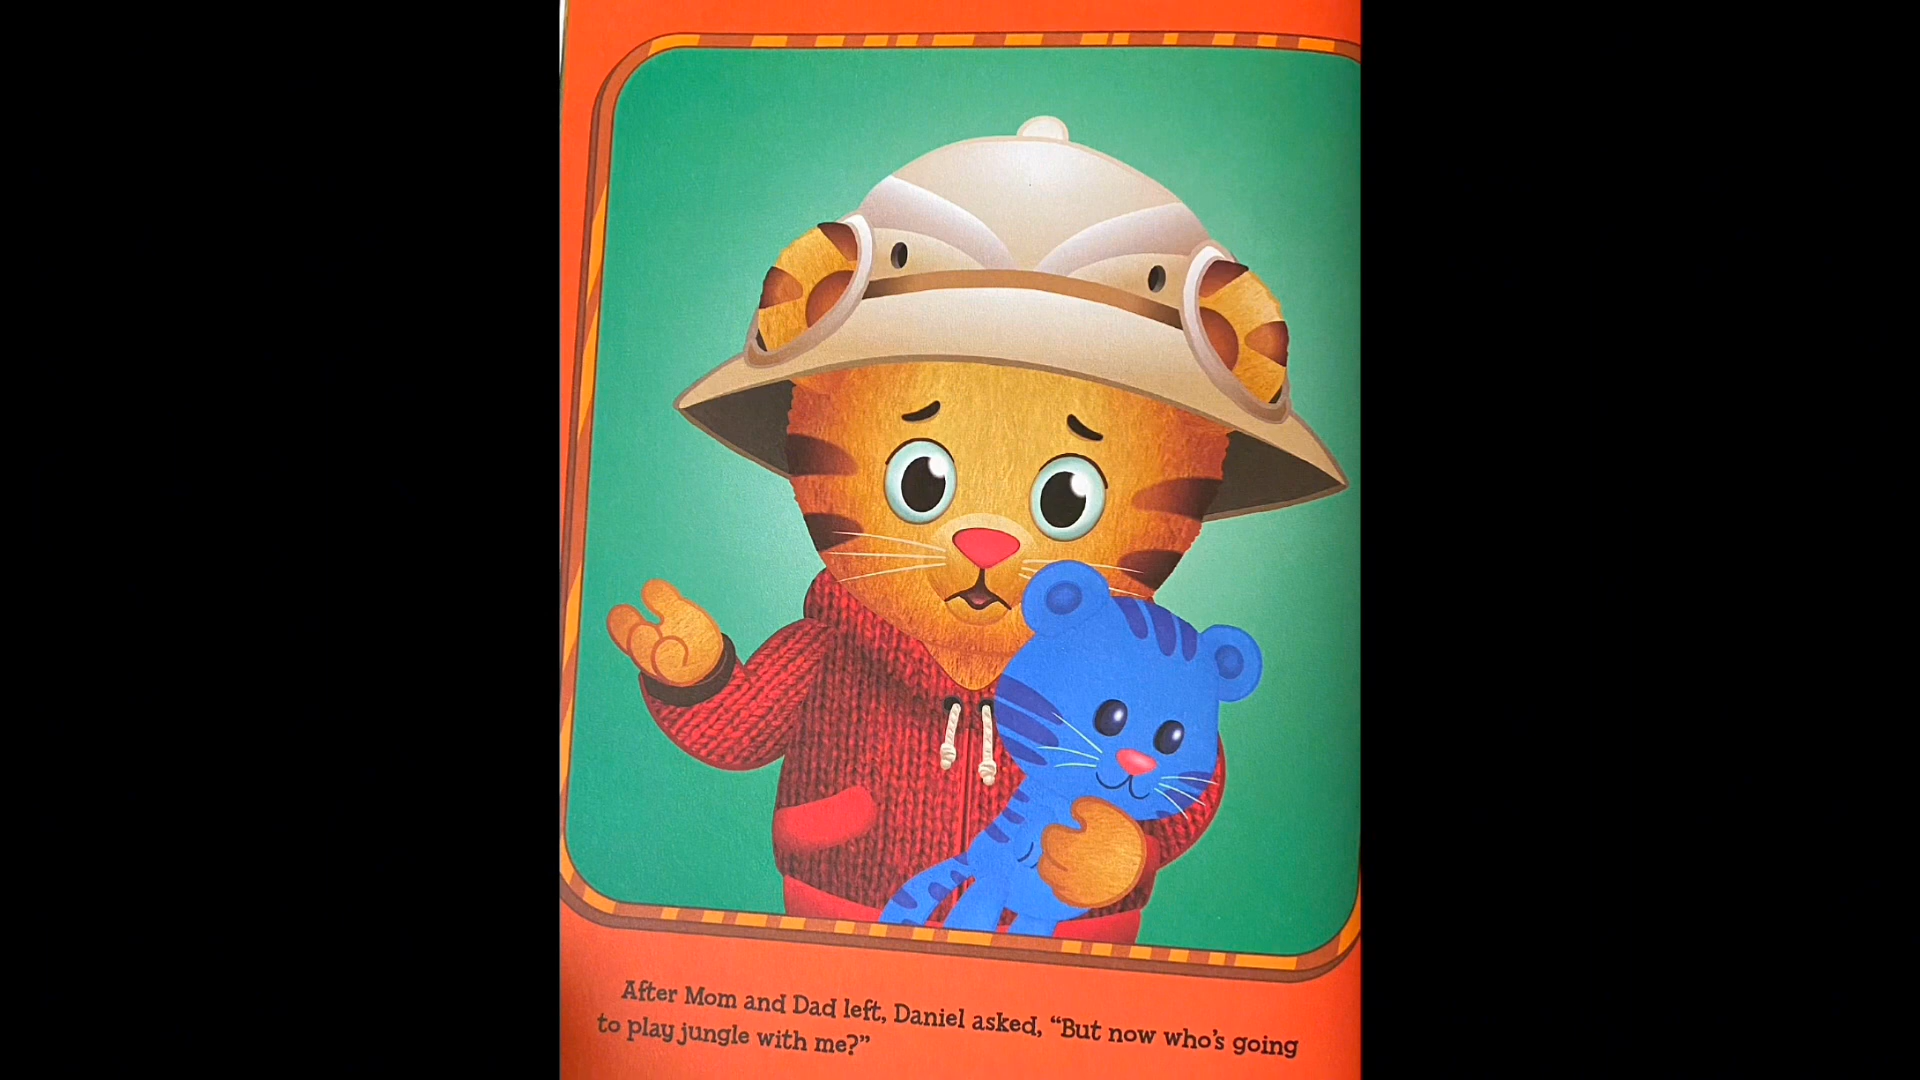 After Mom and Dad left, Daniel asked, “But now who’s going
to play jungle with me?”